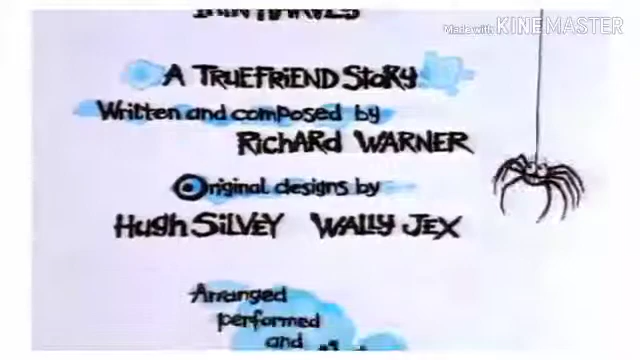 Made with KINEMASTER
A TRUEFRiEND StoRY
Written and composed by
RichARd WARNER
Original designs by
Hugh SiLVEY WALLY JEX
Arranged
performed
and